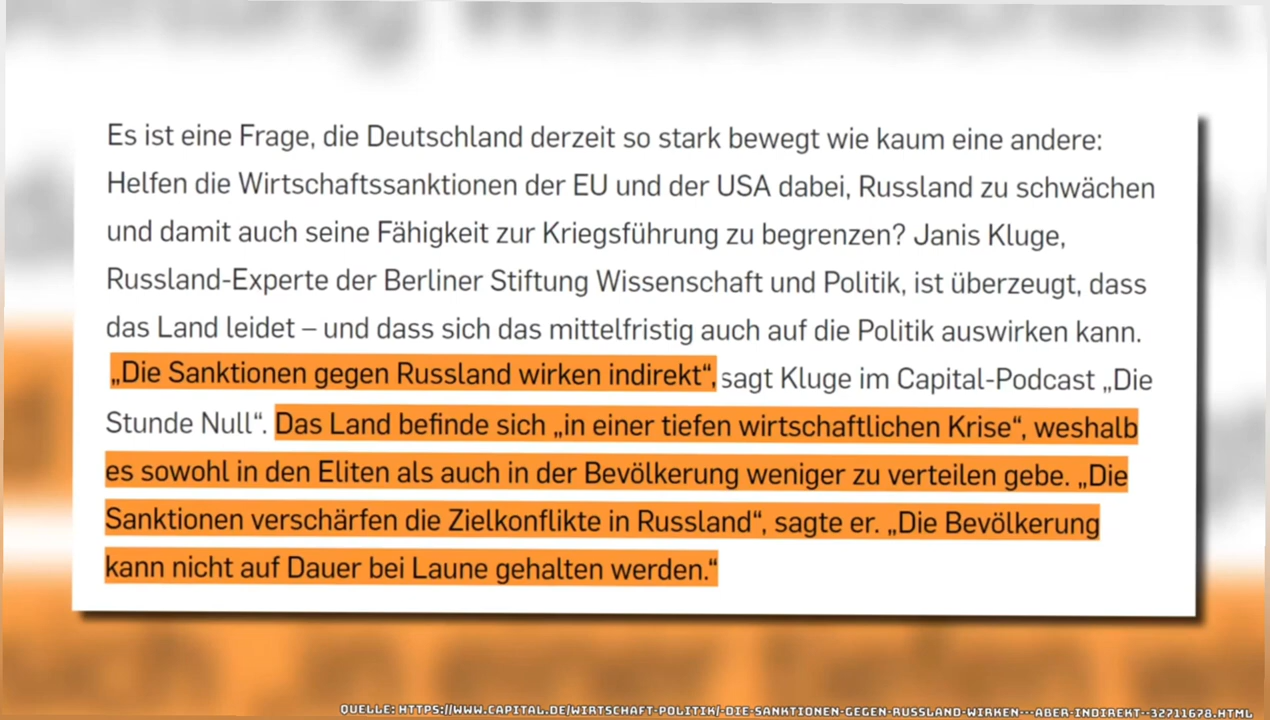 Es ist eine Frage, die Deutschland derzeit so stark bewegt wie kaum eine andere:
Helfen die Wirtschaftssanktionen der EU und der USA dabei, Russland zu schwächen
und damit auch seine Fähigkeit zur Kriegsführung zu begrenzen? Janis Kluge,
Russland-Experte der Berliner Stiftung Wissenschaft und Politik, ist überzeugt, dass
das Land leidet – und dass sich das mittelfristig auch auf die Politik auswirken kann.
„Die Sanktionen gegen Russland wirken indirekt“, sagt Kluge im Capital-Podcast „Die
Stunde Null“. Das Land befinde sich „in einer tiefen wirtschaftlichen Krise“, weshalb
es sowohl in den Eliten als auch in der Bevölkerung weniger zu verteilen gebe. „Die
Sanktionen verschärfen die Zielkonflikte in Russland“, sagte er. „Die Bevölkerung
kann nicht auf Dauer bei Laune gehalten werden.“
QUELLE: HTTPS://WWW.CAPITAL.DE/WIRTSCHAFT-POLITIK/-DIE-SANKTIONEN-GEGEN-RUSSLAND-WIRKEN---ABER-INDIREKT--32711678.HTML